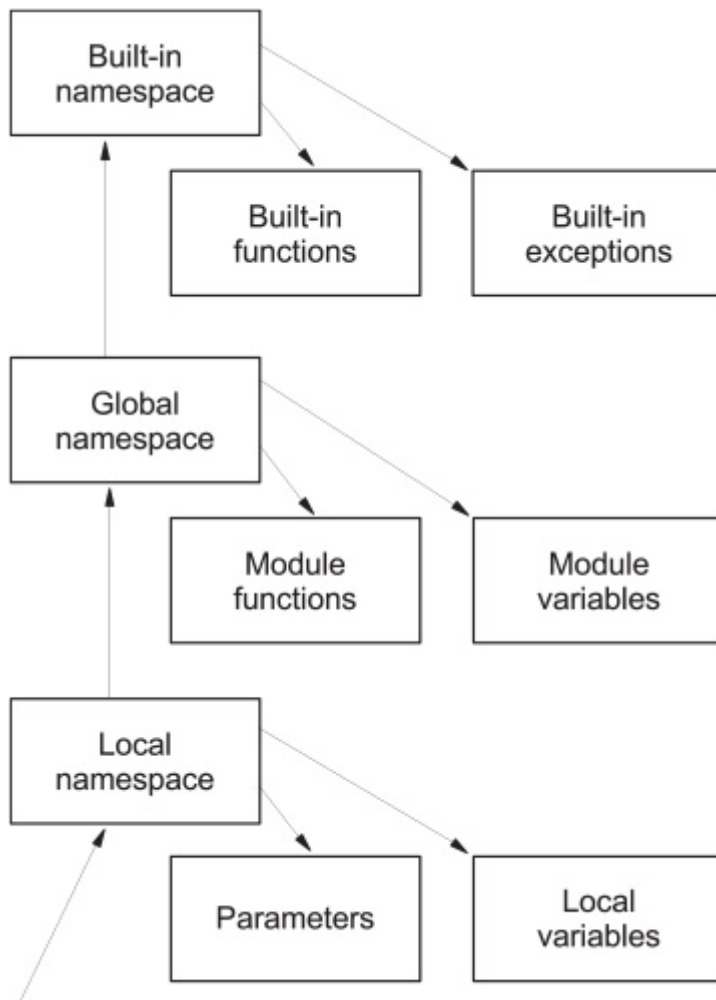 Built-in
namespace
Built-in
functions
Built-in
exceptions
Global
namespace
Module
functions
Module
variables
Local
namespace
Parameters
Local
variables